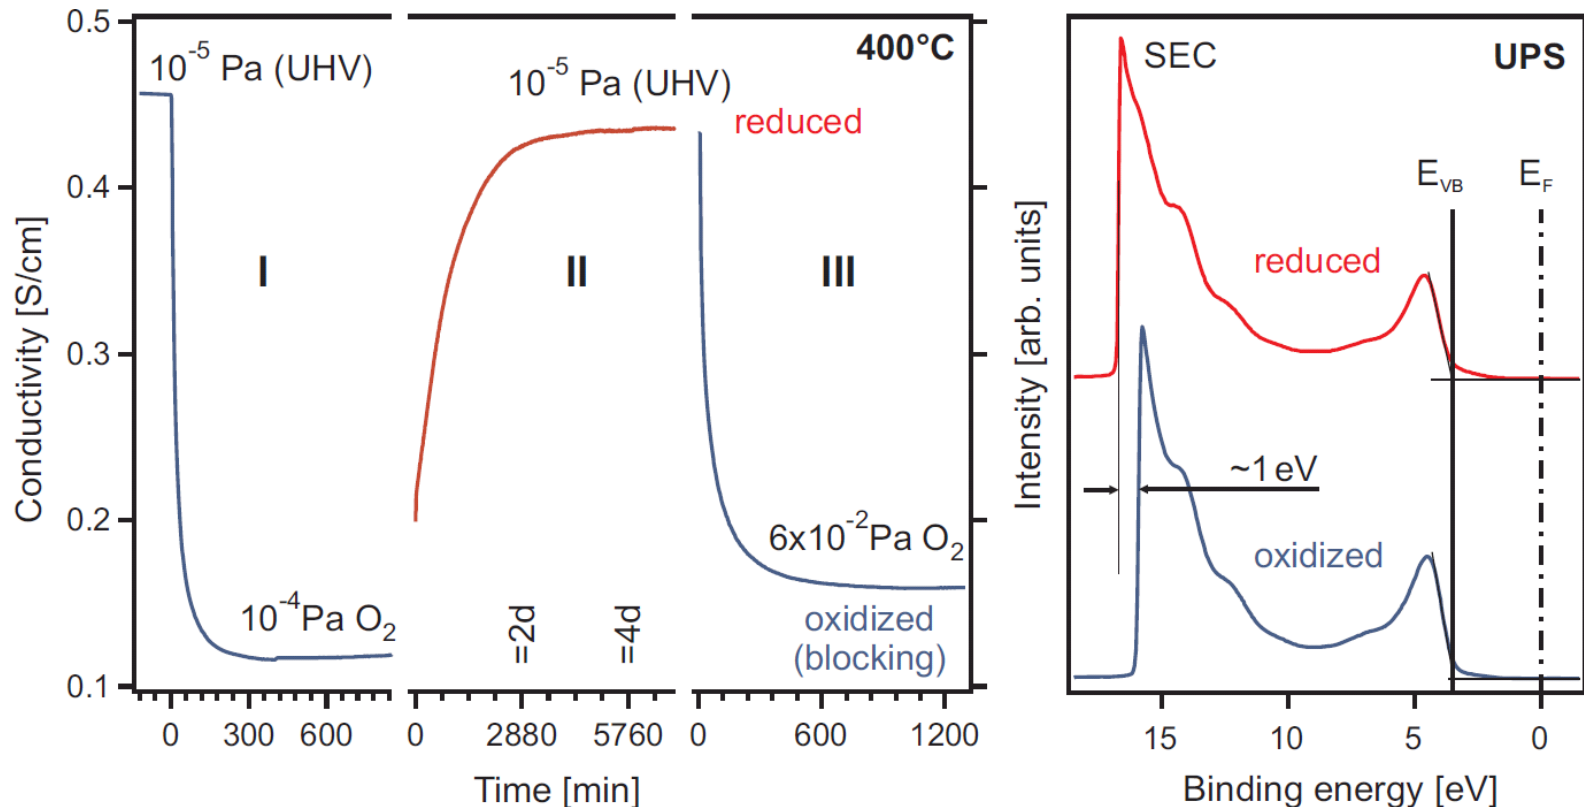 0.5
0.4
0.3
0.2
0.1
Conductivity [S/cm]
10⁻⁵ Pa (UHV)
I
10⁻⁴Pa O₂
0 300 600
10⁻⁵ Pa (UHV)
II
=2d
=4d
0 2880 5760
Time [min]
400°C
reduced
III
6x10⁻²Pa O₂
oxidized
(blocking)
0 600 1200
Intensity [arb. units]
SEC
UPS
E_VB
E_F
reduced
~1 eV
oxidized
15 10 5 0
Binding energy [eV]